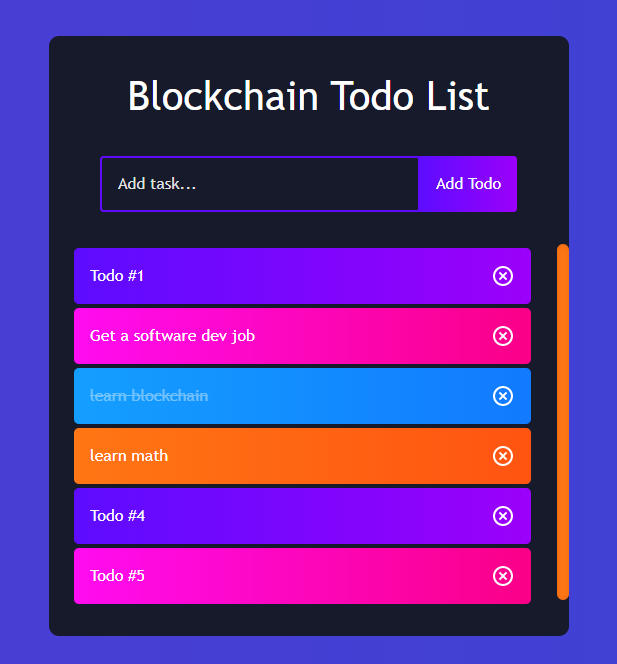 Blockchain Todo List
Add task...
Add Todo
Todo #1
Get a software dev job
learn blockchain
learn math
Todo #4
Todo #5